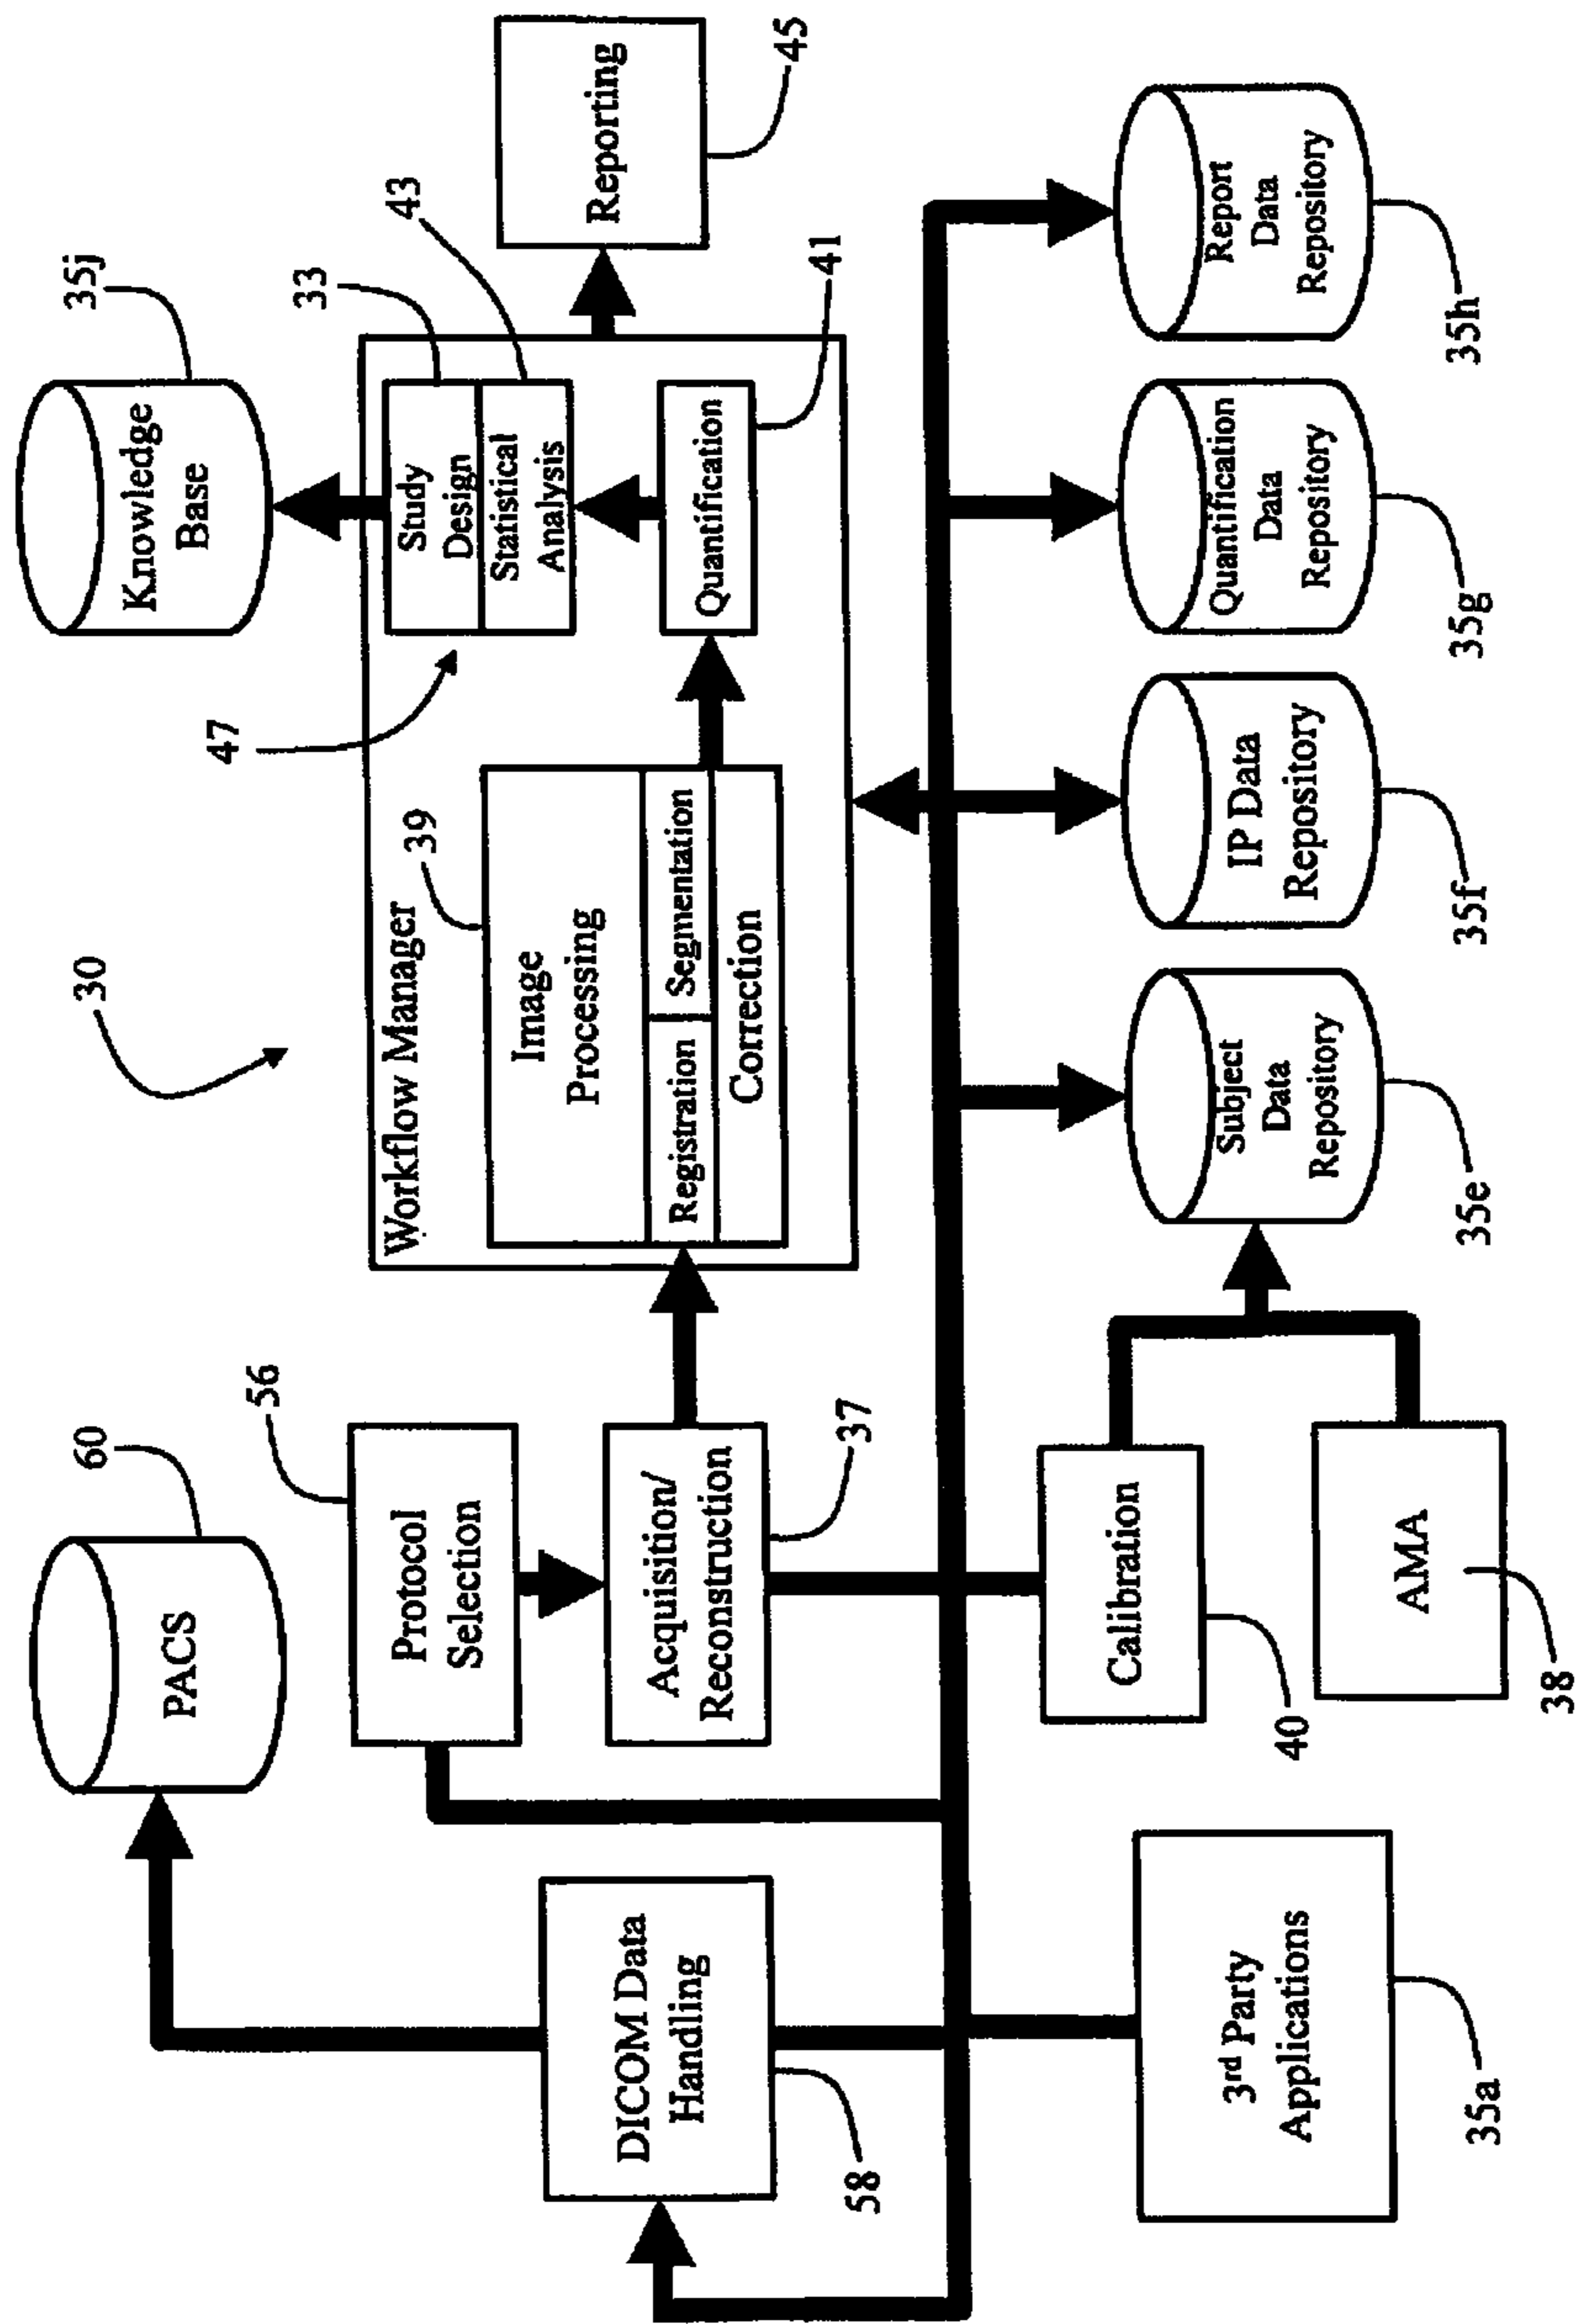 30
PACS
60
Protocol
Selection
56
Acquisition/
Reconstruction
37
DICOM Data
Handling
58
3rd Party
Applications
35a
Calibration
40
AMA
38
Workflow Manager
Image
Processing
39
Registration
Segmentation
Correction
47
Knowledge
Base
35j
Study
Design
33
Statistical
Analysis
43
Quantification
41
Reporting
45
Subject
Data
Repository
35e
IP Data
Repository
35f
Quantification
Data
Repository
35g
Report
Data
Repository
35h